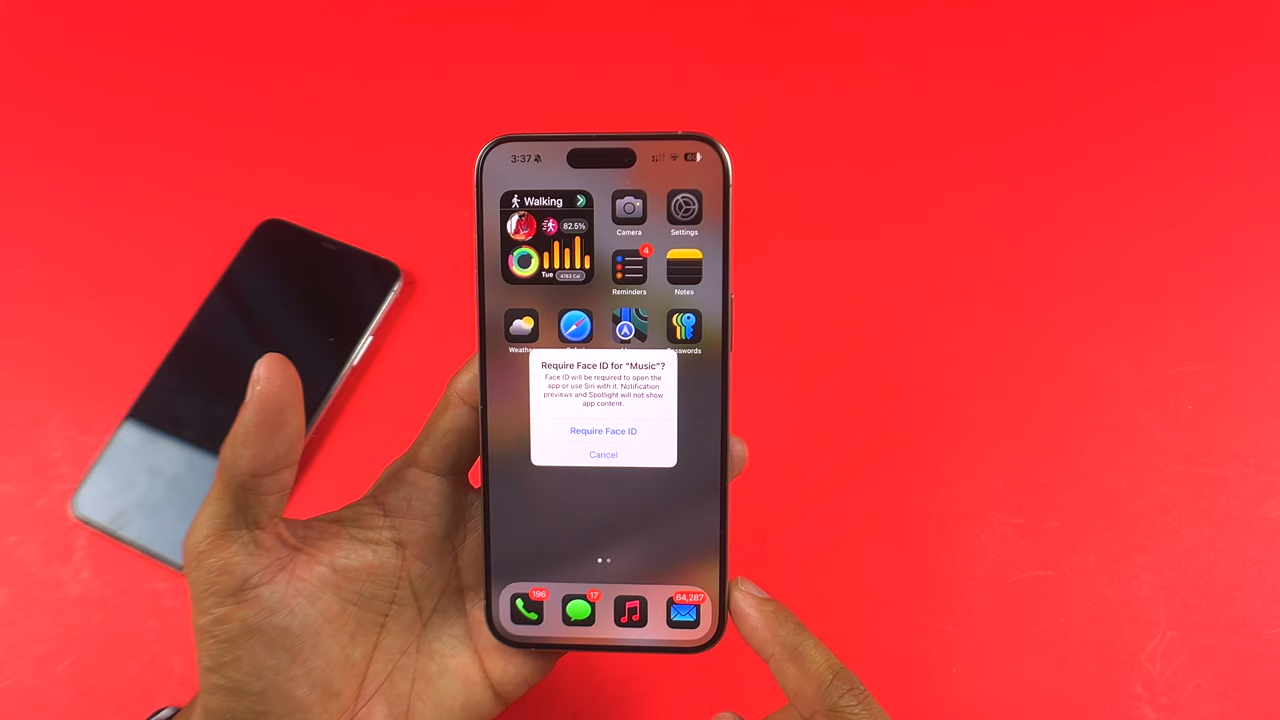 3:37
Walking
82.5%
Tue 4763 Cal
Camera
Settings
4
Reminders
Notes
Weather
Require Face ID for “Music”?
Face ID will be required to open the
app or use Siri with it. Notification
previews and Spotlight will not show
app content.
Require Face ID
Cancel
196
17
64,287